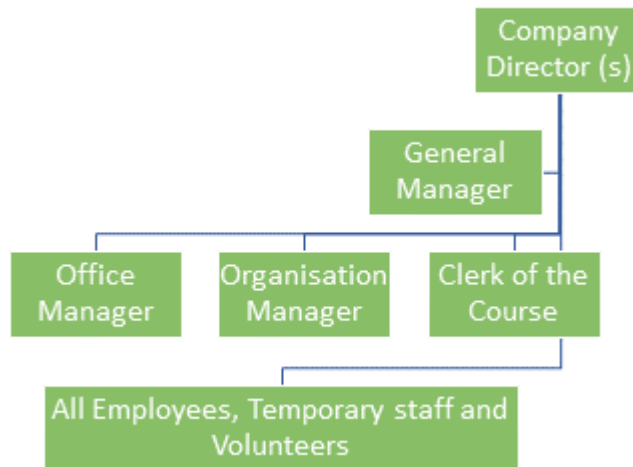 Company
Director (s)
General
Manager
Office
Manager
Organisation
Manager
Clerk of the
Course
All Employees, Temporary staff and
Volunteers